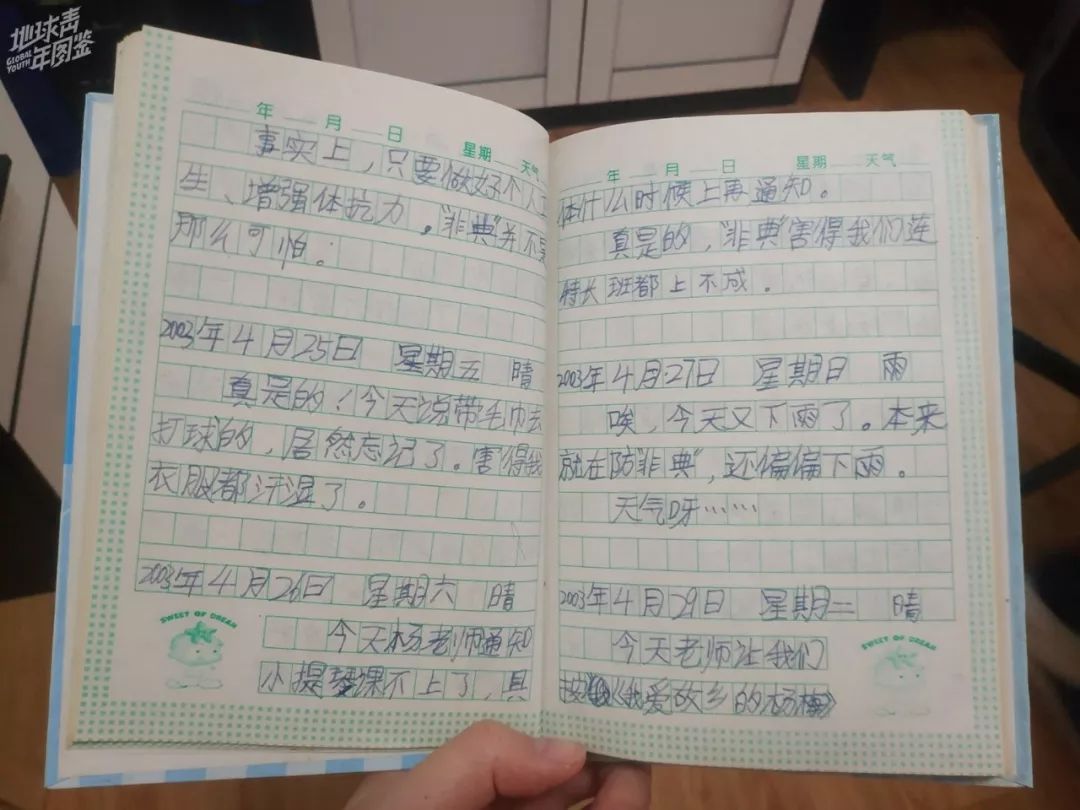 地球青年图鉴
GLOBAL YOUTH
年 月 日 星期 天气
事实上，只要做好个人卫
生、增强体抗力。“非典”并不是
那么可怕。
2003年4月25日 星期五 晴
真是的！今天说带毛巾去
打球的，居然忘记了。害得我
衣服都汗湿了。
2003年4月26日 星期六 晴
SWEET OF DREAM
今天杨老师通知
小提琴课不上了，具
年 月 日 星期 天气
体什么时候上再通知。
真是的，“非典”害得我们连
特长班都上不成。
2003年4月27日 星期日 雨
唉，今天又下雨了。本来
就在防“非典”，还偏偏下雨。
天气呀……
2003年4月29日 星期二 晴
今天老师让我们
按《我爱故乡的杨梅》
SWEET OF DREAM